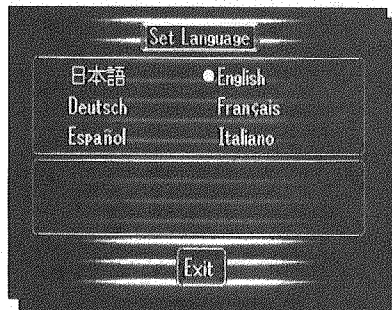 Set Language
日本語 English
Deutsch Français
Español Italiano
Exit